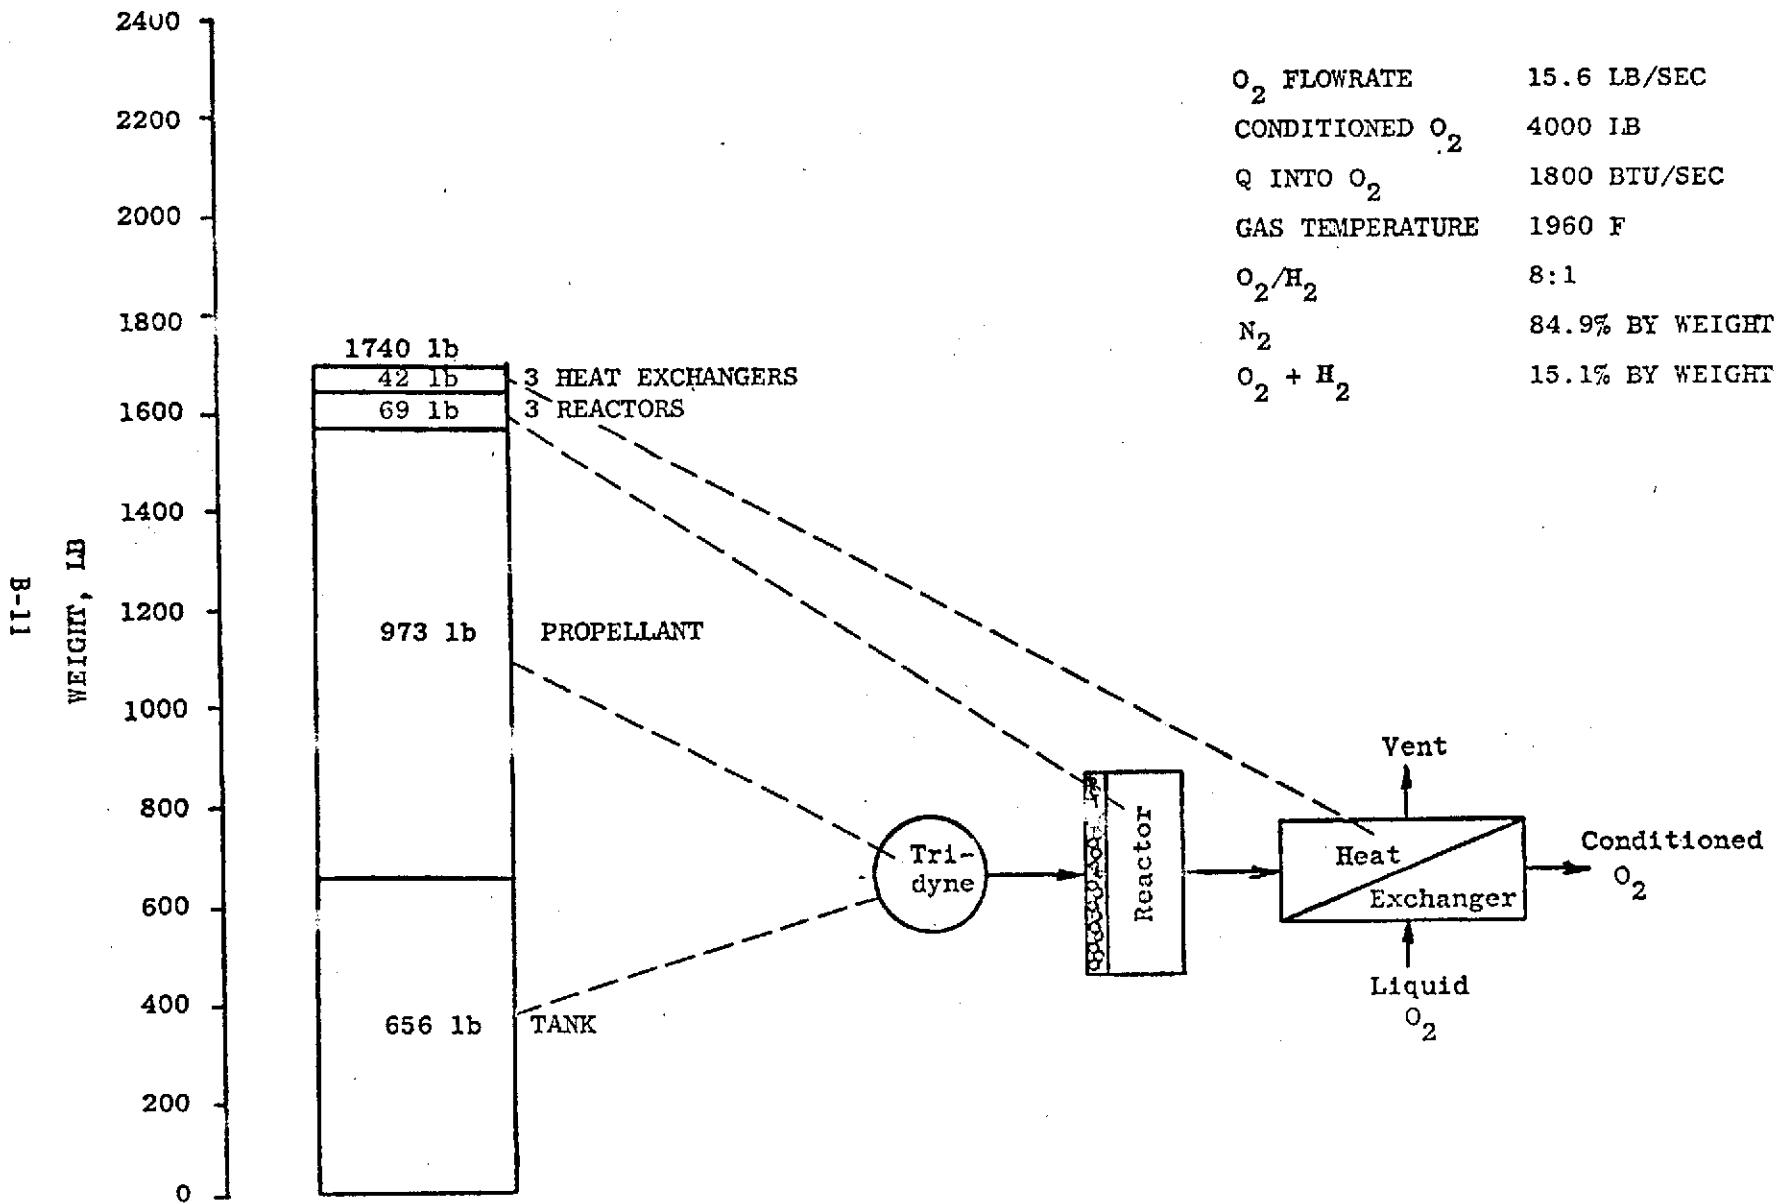 2400
2200
2000
1800
1600
1400
1200
1000
800
600
400
200
0
WEIGHT, LB
B-11
1740 lb
42 lb 3 HEAT EXCHANGERS
69 lb 3 REACTORS
973 lb PROPELLANT
656 lb TANK
O2 FLOWRATE 15.6 LB/SEC
CONDITIONED O2 4000 LB
Q INTO O2 1800 BTU/SEC
GAS TEMPERATURE 1960 F
O2/H2 8:1
N2 84.9% BY WEIGHT
O2 + H2 15.1% BY WEIGHT
Tri-
dyne
Reactor
Vent
Heat
Exchanger
Conditioned
O2
Liquid
O2